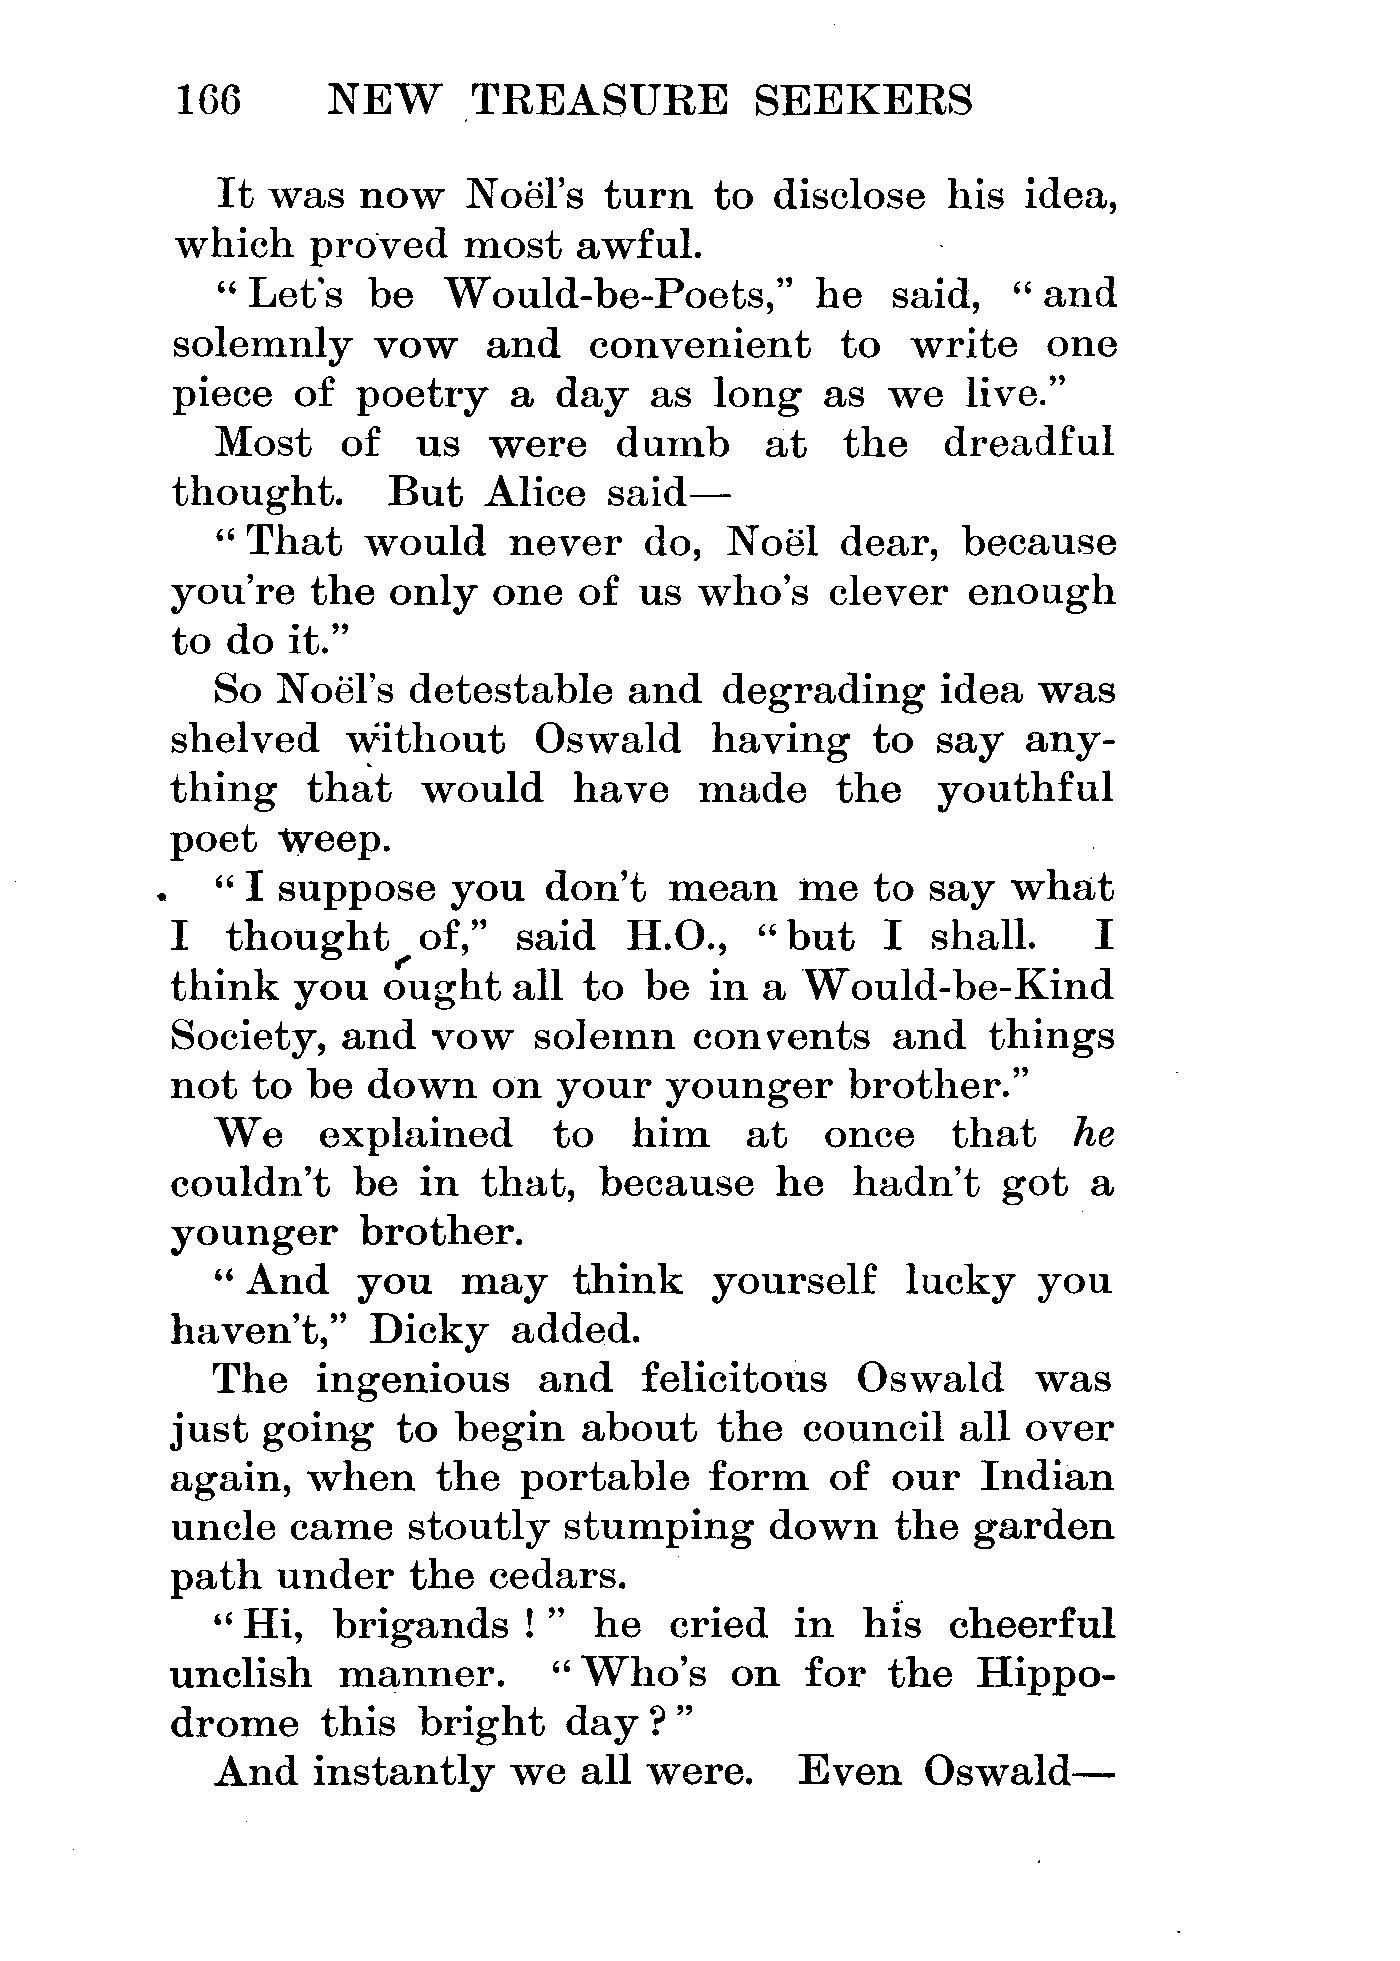 166 NEW TREASURE SEEKERS
It was now Noël's turn to disclose his idea,
which proved most awful.
"Let's be Would-be-Poets," he said, "and
solemnly vow and convenient to write one
piece of poetry a day as long as we live."
Most of us were dumb at the dreadful
thought. But Alice said—
"That would never do, Noël dear, because
you're the only one of us who's clever enough
to do it."
So Noël's detestable and degrading idea was
shelved without Oswald having to say any-
thing that would have made the youthful
poet weep.
"I suppose you don't mean me to say what
I thought of," said H.O., "but I shall. I
think you ought all to be in a Would-be-Kind
Society, and vow solemn convents and things
not to be down on your younger brother."
We explained to him at once that he
couldn't be in that, because he hadn't got a
younger brother.
"And you may think yourself lucky you
haven't," Dicky added.
The ingenious and felicitous Oswald was
just going to begin about the council all over
again, when the portable form of our Indian
uncle came stoutly stumping down the garden
path under the cedars.
"Hi, brigands!" he cried in his cheerful
unclish manner. "Who's on for the Hippo-
drome this bright day?"
And instantly we all were. Even Oswald—